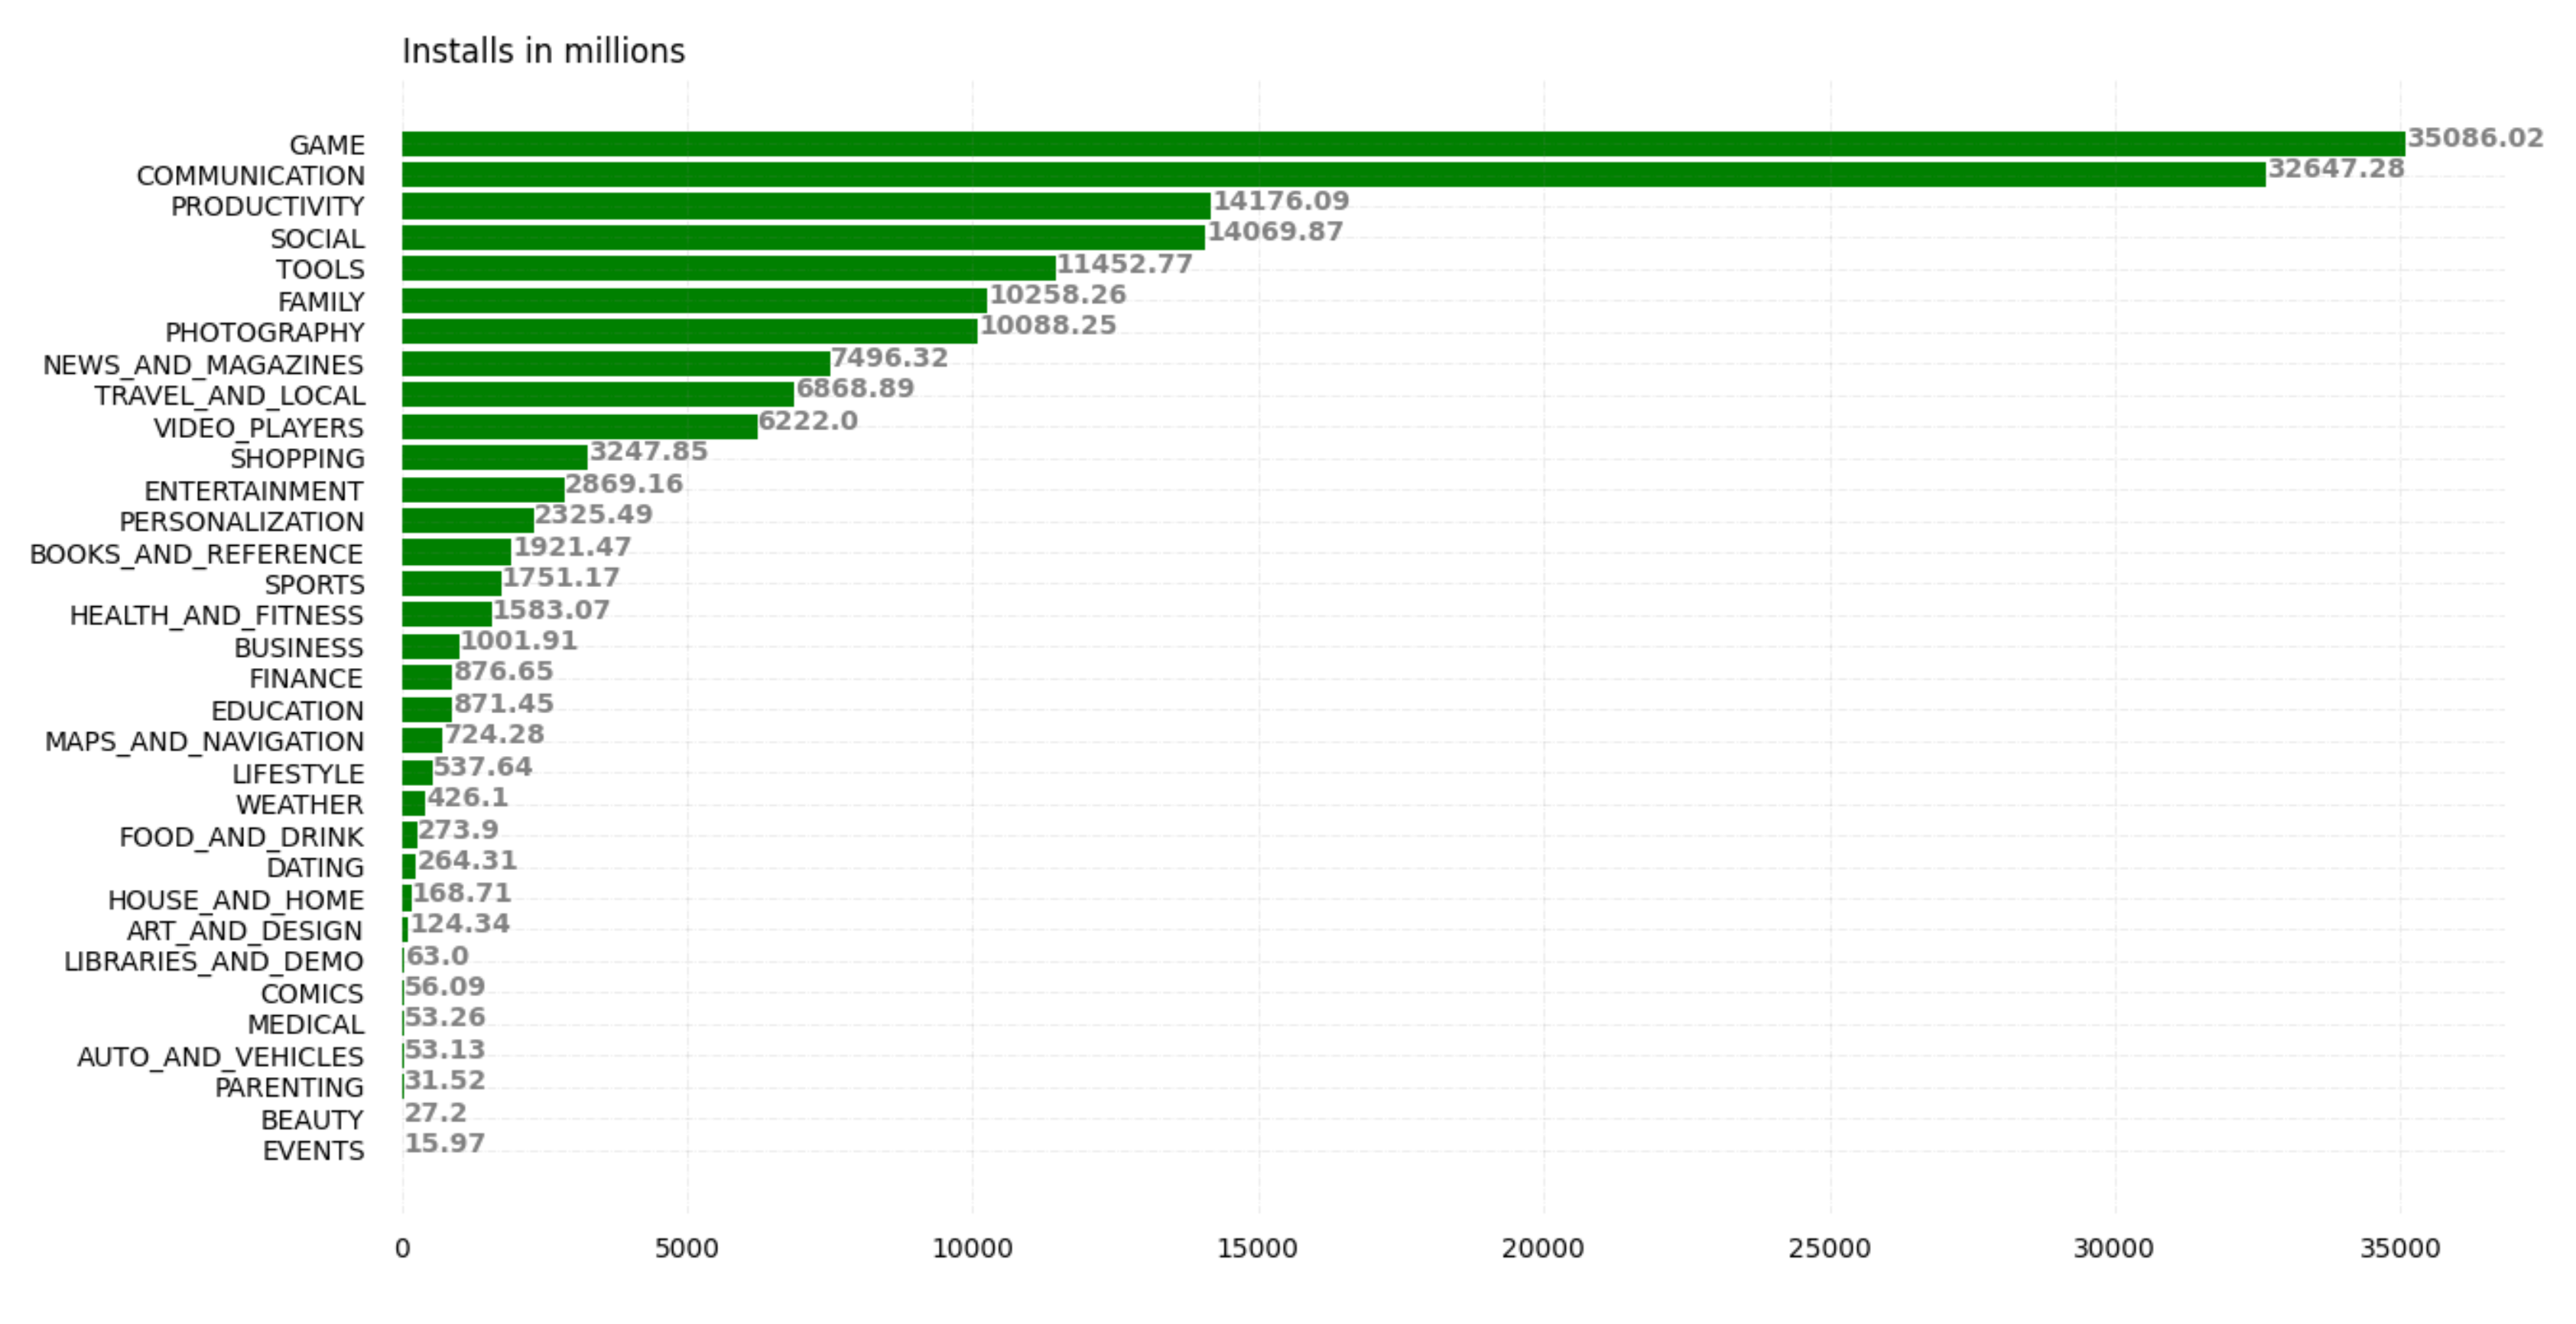 Installs in millions
GAME 35086.02
COMMUNICATION 32647.28
PRODUCTIVITY 14176.09
SOCIAL 14069.87
TOOLS 11452.77
FAMILY 10258.26
PHOTOGRAPHY 10088.25
NEWS_AND_MAGAZINES 7496.32
TRAVEL_AND_LOCAL 6868.89
VIDEO_PLAYERS 6222.0
SHOPPING 3247.85
ENTERTAINMENT 2869.16
PERSONALIZATION 2325.49
BOOKS_AND_REFERENCE 1921.47
SPORTS 1751.17
HEALTH_AND_FITNESS 1583.07
BUSINESS 1001.91
FINANCE 876.65
EDUCATION 871.45
MAPS_AND_NAVIGATION 724.28
LIFESTYLE 537.64
WEATHER 426.1
FOOD_AND_DRINK 273.9
DATING 264.31
HOUSE_AND_HOME 168.71
ART_AND_DESIGN 124.34
LIBRARIES_AND_DEMO 63.0
COMICS 56.09
MEDICAL 53.26
AUTO_AND_VEHICLES 53.13
PARENTING 31.52
BEAUTY 27.2
EVENTS 15.97
0 5000 10000 15000 20000 25000 30000 35000